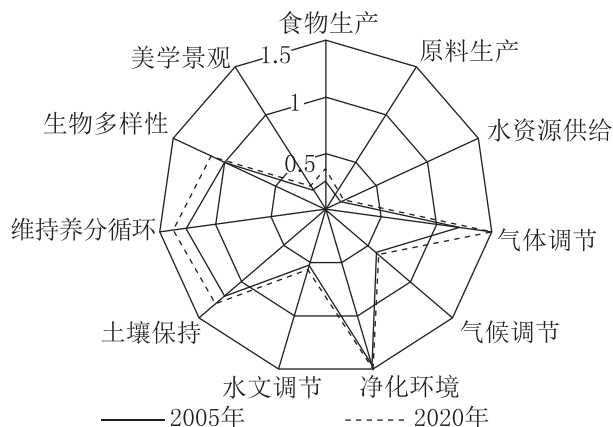 食物生产
原料生产
水资源供给
气体调节
气候调节
净化环境
水文调节
土壤保持
维持养分循环
生物多样性
美学景观
1.5
1
0.5
2005年
2020年